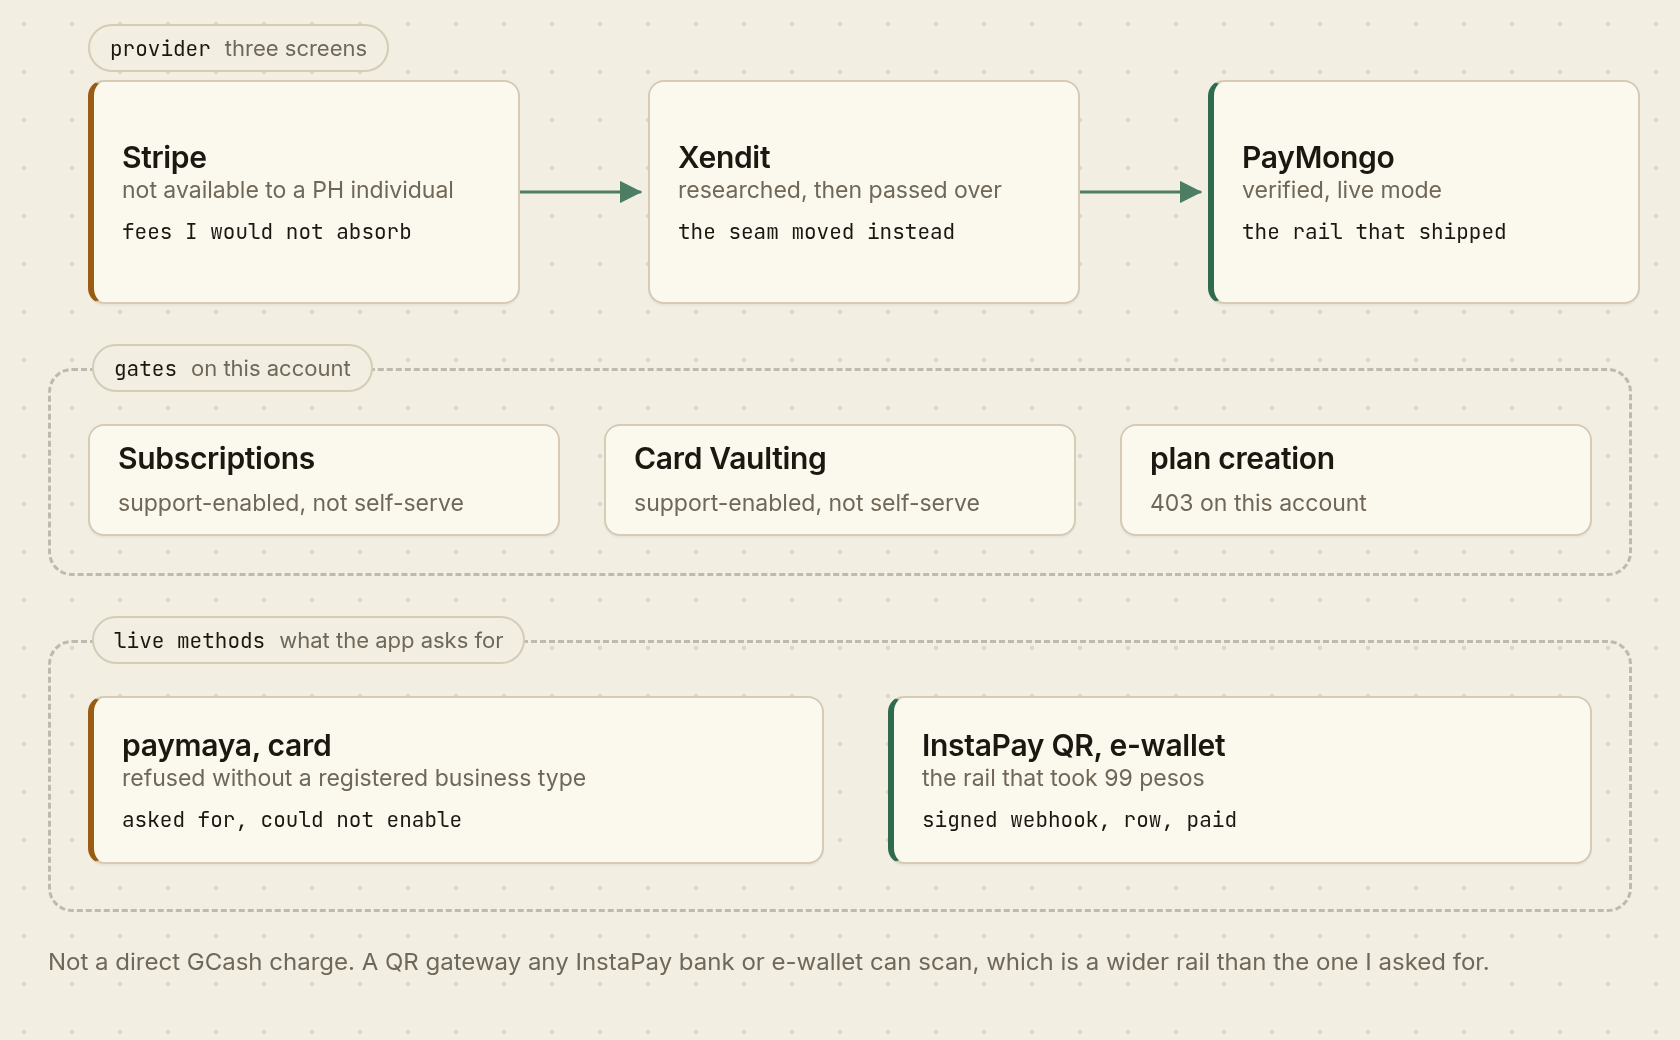 provider three screens
Stripe
not available to a PH individual
fees I would not absorb
Xendit
researched, then passed over
the seam moved instead
PayMongo
verified, live mode
the rail that shipped
gates on this account
Subscriptions
support-enabled, not self-serve
Card Vaulting
support-enabled, not self-serve
plan creation
403 on this account
live methods what the app asks for
paymaya, card
refused without a registered business type
asked for, could not enable
InstaPay QR, e-wallet
the rail that took 99 pesos
signed webhook, row, paid
Not a direct GCash charge. A QR gateway any InstaPay bank or e-wallet can scan, which is a wider rail than the one I asked for.